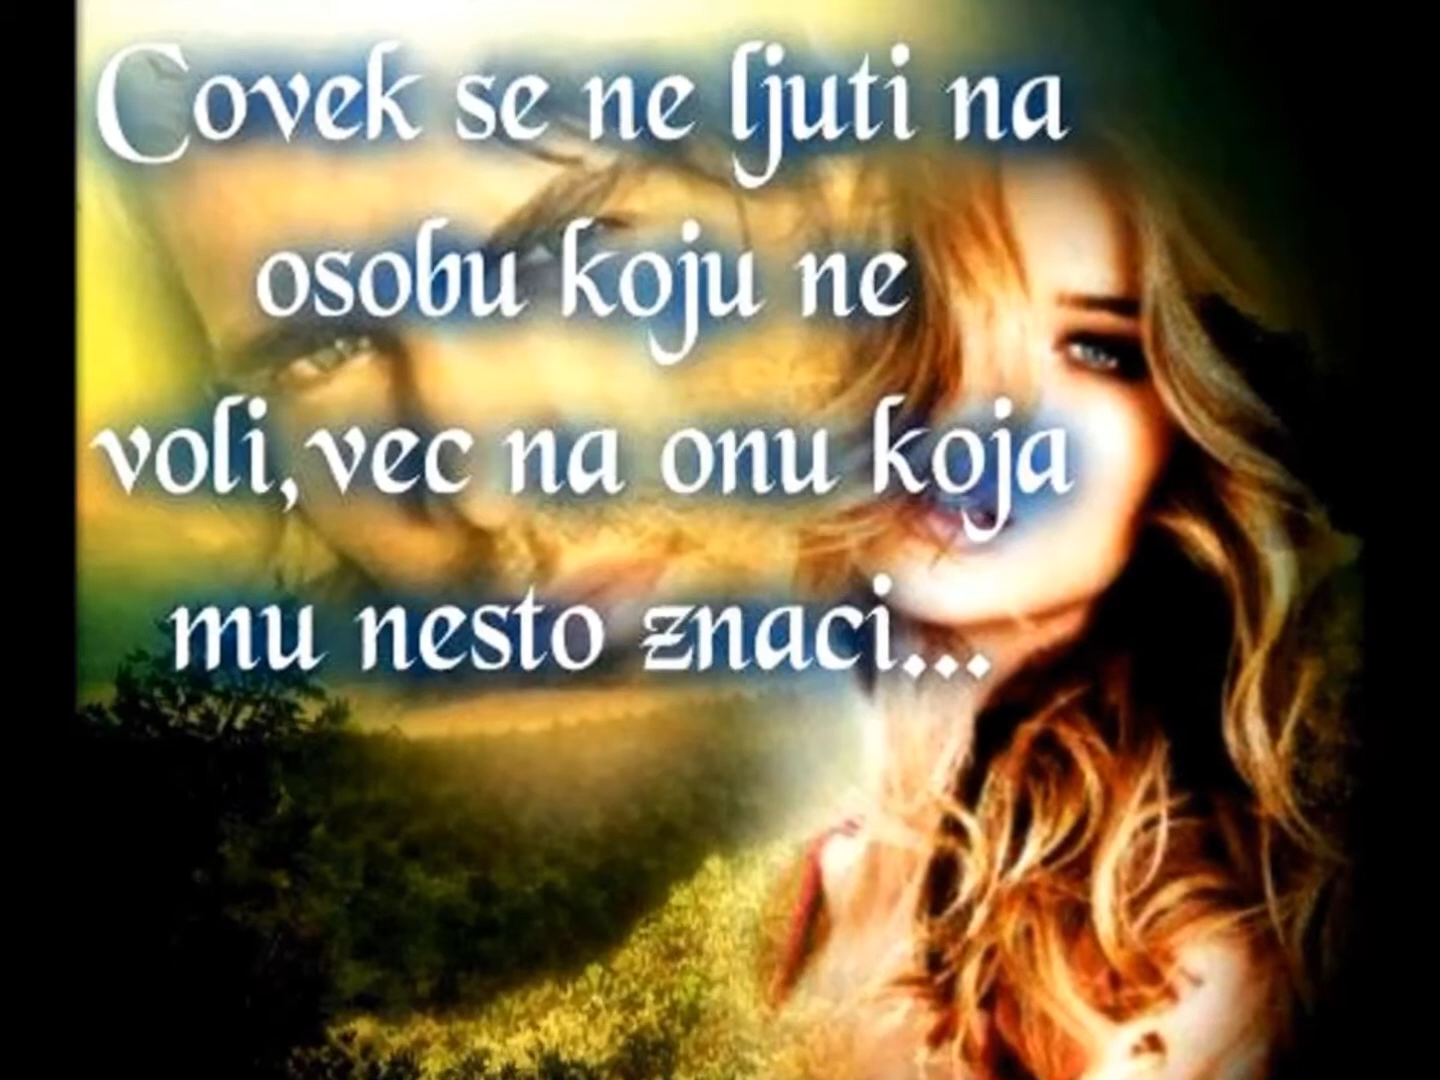 Covek se ne ljuti na
osobu koju ne
voli, vec na onu koja
mu nesto znaci...